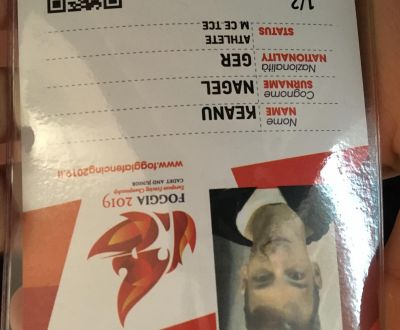 FOGGIA 2019
European Fencing Championship
CADET AND JUNIOR
www.foggiafencing2019.it
Nome
NAME
KEANU
Cognome
SURNAME
NAGEL
Nazionalità
NATIONALITY
GER
STATUS
ATHLETE
M CE TCE
1/2